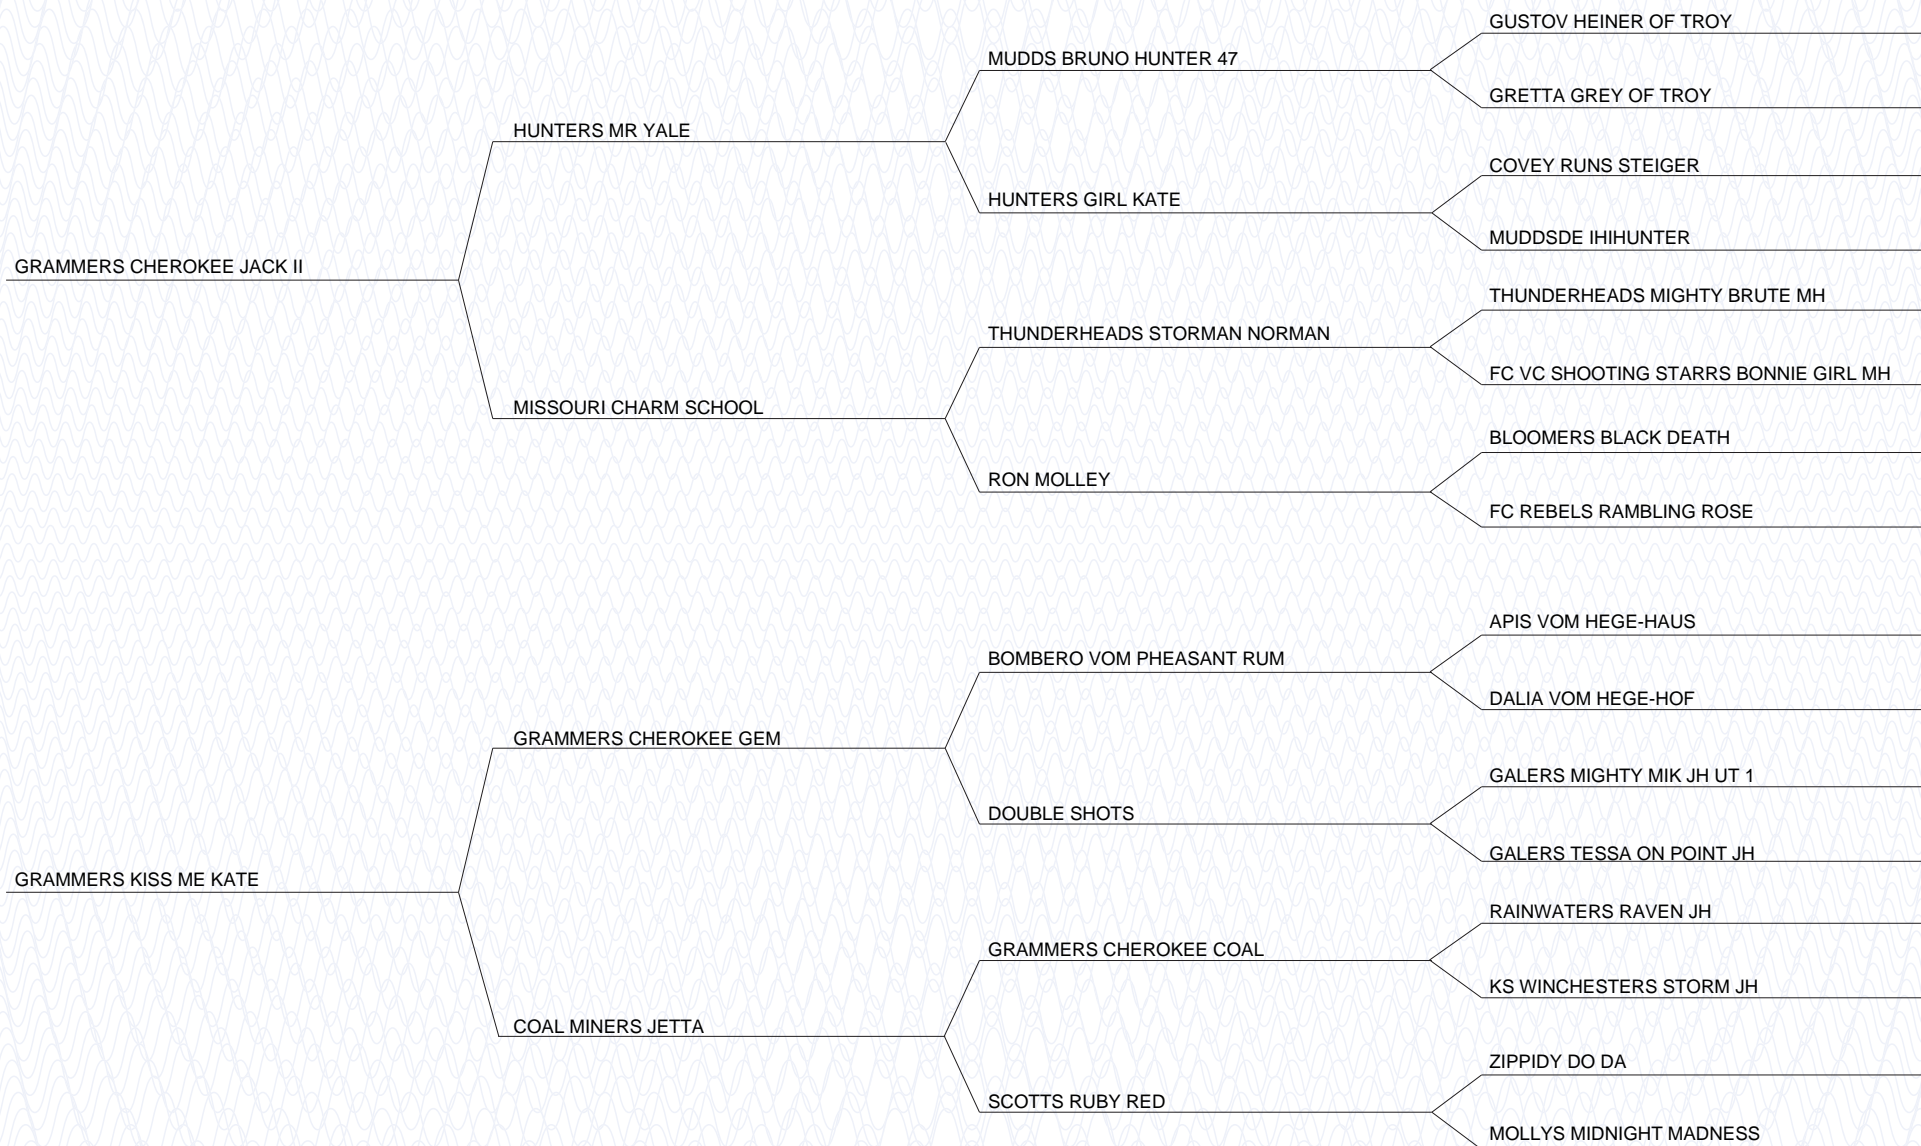 GUSTOV HEINER OF TROY
MUDDS BRUNO HUNTER 47
GRETTA GREY OF TROY
HUNTERS MR YALE
COVEY RUNS STEIGER
HUNTERS GIRL KATE
MUDDSDE IHIHUNTER
GRAMMERS CHEROKEE JACK II
THUNDERHEADS MIGHTY BRUTE MH
THUNDERHEADS STORMAN NORMAN
FC VC SHOOTING STARRS BONNIE GIRL MH
MISSOURI CHARM SCHOOL
BLOOMERS BLACK DEATH
RON MOLLEY
FC REBELS RAMBLING ROSE
APIS VOM HEGE-HAUS
BOMBERO VOM PHEASANT RUM
DALIA VOM HEGE-HOF
GRAMMERS CHEROKEE GEM
GALERS MIGHTY MIK JH UT 1
DOUBLE SHOTS
GALERS TESSA ON POINT JH
GRAMMERS KISS ME KATE
RAINWATERS RAVEN JH
GRAMMERS CHEROKEE COAL
KS WINCHESTERS STORM JH
COAL MINERS JETTA
ZIPPIDY DO DA
SCOTTS RUBY RED
MOLLYS MIDNIGHT MADNESS